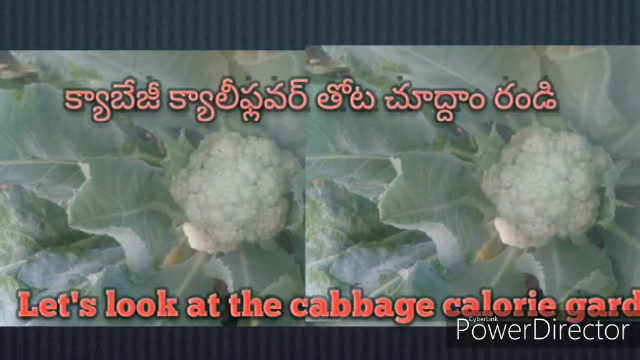 క్యాబేజీ క్యాలీఫ్లవర్ తోట చూద్దాం రండి
Let's look at the cabbage calorie gard
CyberLink
PowerDirector